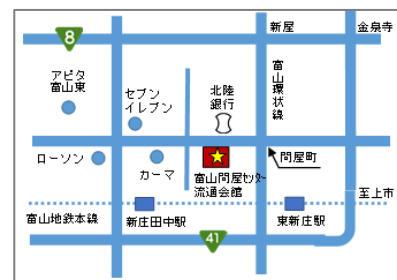 新屋
金泉寺
8
アピタ
富山東
セブン
イレブン
北陸
銀行
富山環状線
ローソン
カーマ
問屋町
富山問屋センター
流通会館
至上市
富山地鉄本線
新庄田中駅
東新庄駅
41